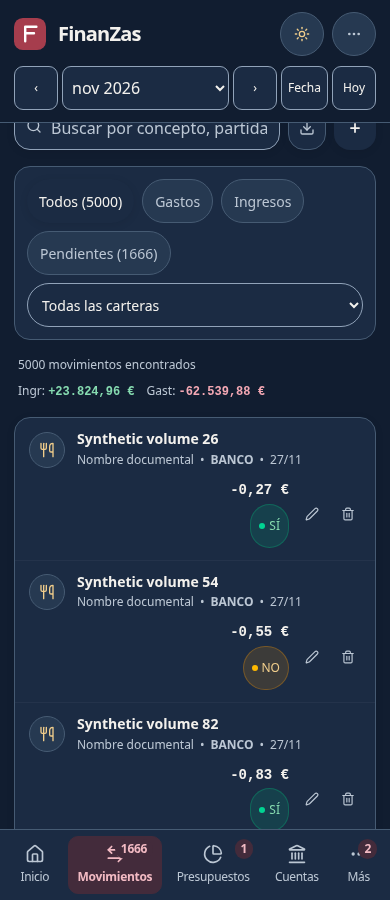 FinanZas
‹ nov 2026 › Fecha Hoy
Buscar por concepto, partida
Todos (5000) Gastos Ingresos
Pendientes (1666)
Todas las carteras
5000 movimientos encontrados
Ingr: +23.824,96 € Gast: -62.539,88 €
Synthetic volume 26
Nombre documental • BANCO • 27/11
-0,27 €
SÍ
Synthetic volume 54
Nombre documental • BANCO • 27/11
-0,55 €
NO
Synthetic volume 82
Nombre documental • BANCO • 27/11
-0,83 €
SÍ
1666 1 2
Inicio Movimientos Presupuestos Cuentas Más